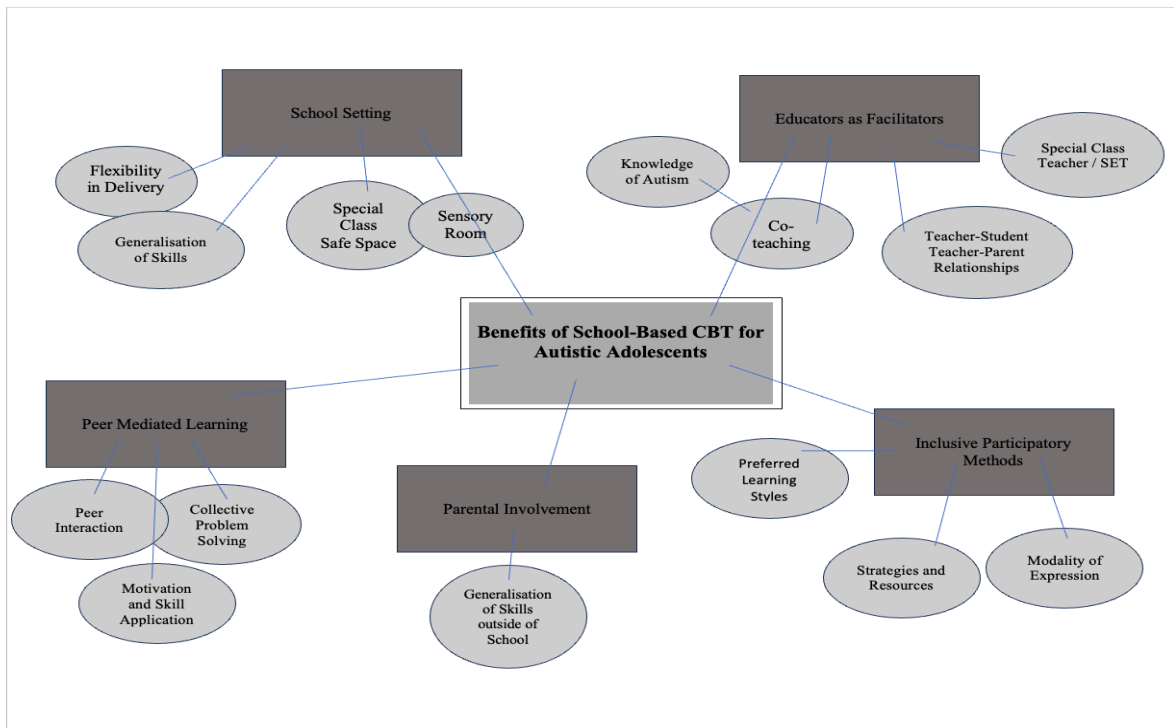 School Setting
Flexibility
in Delivery
Generalisation
of Skills
Special
Class
Safe Space
Sensory
Room
Educators as Facilitators
Knowledge
of Autism
Co-
teaching
Special Class
Teacher / SET
Teacher-Student
Teacher-Parent
Relationships
Benefits of School-Based CBT for
Autistic Adolescents
Peer Mediated Learning
Peer
Interaction
Collective
Problem
Solving
Motivation
and Skill
Application
Parental Involvement
Generalisation
of Skills
outside of
School
Inclusive Participatory
Methods
Preferred
Learning
Styles
Strategies and
Resources
Modality of
Expression